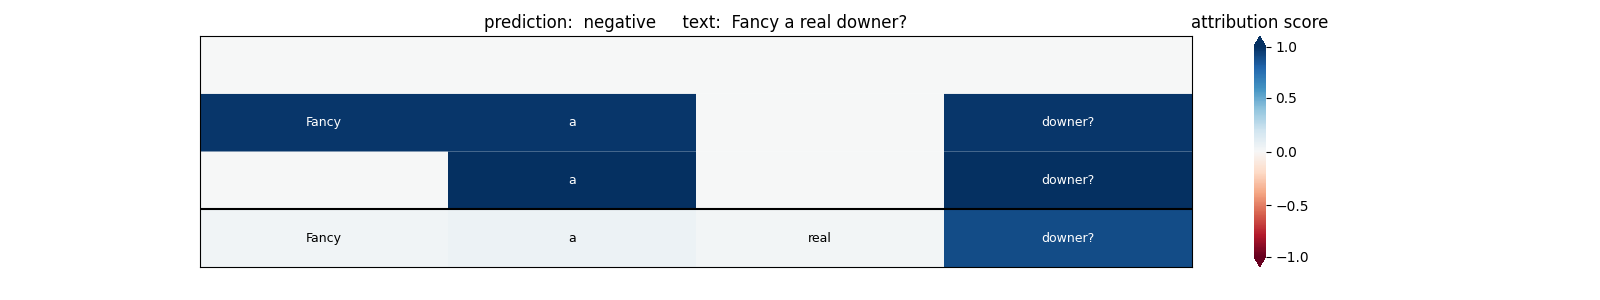 prediction:  negative     text:  Fancy a real downer?
attribution score
1.0
0.5
0.0
−0.5
−1.0
Fancy a downer?
a downer?
Fancy a real downer?